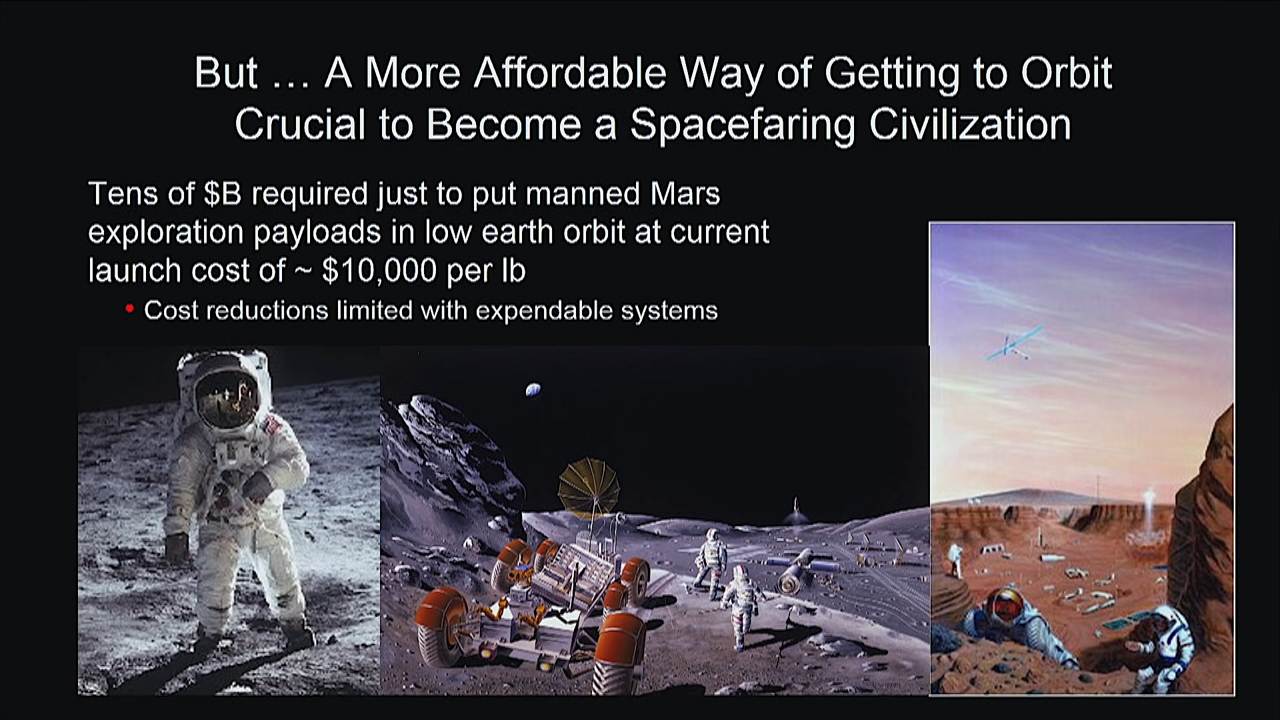 But … A More Affordable Way of Getting to Orbit
Crucial to Become a Spacefaring Civilization
Tens of $B required just to put manned Mars
exploration payloads in low earth orbit at current
launch cost of ~ $10,000 per lb
• Cost reductions limited with expendable systems